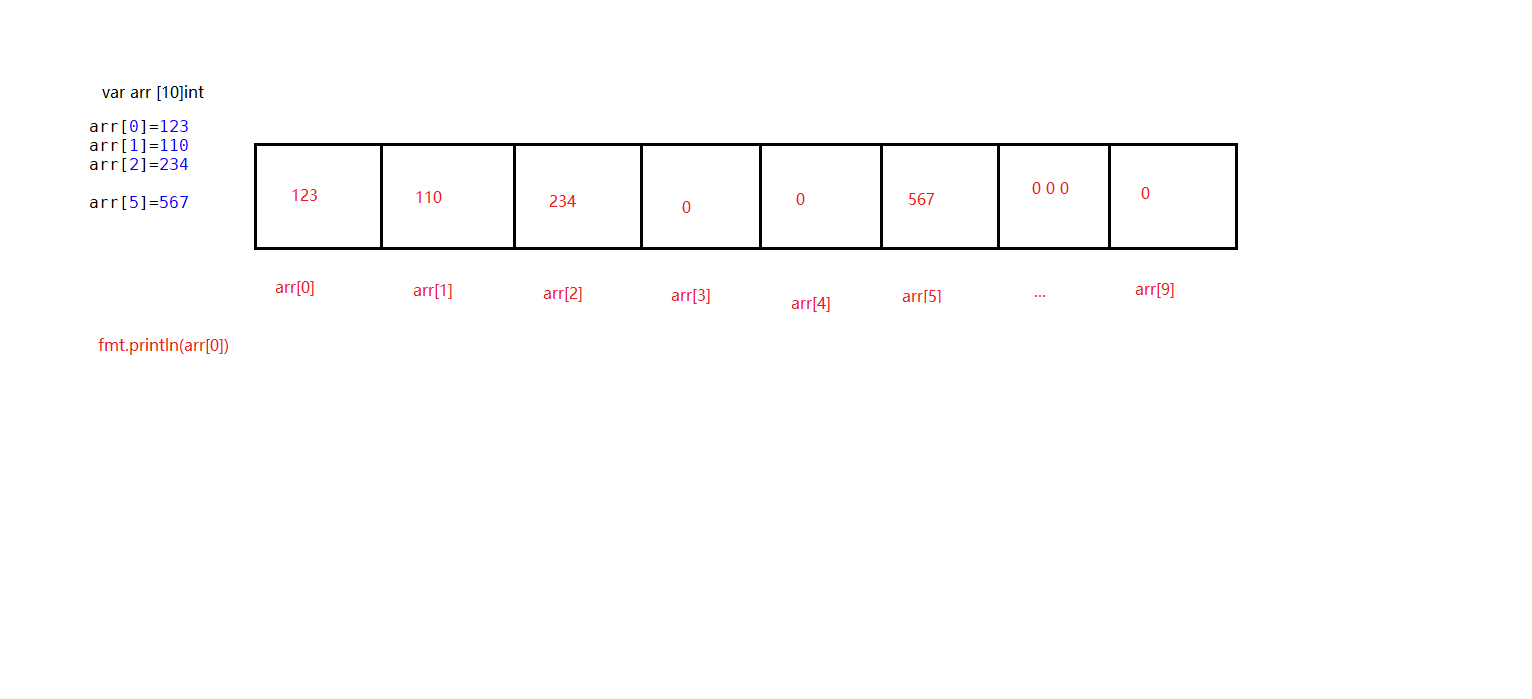 var arr [10]int
arr[0]=123
arr[1]=110
arr[2]=234
arr[5]=567
123 110 234 0 0 567 0 0 0 0
arr[0] arr[1] arr[2] arr[3] arr[4] arr[5] ... arr[9]
fmt.println(arr[0])